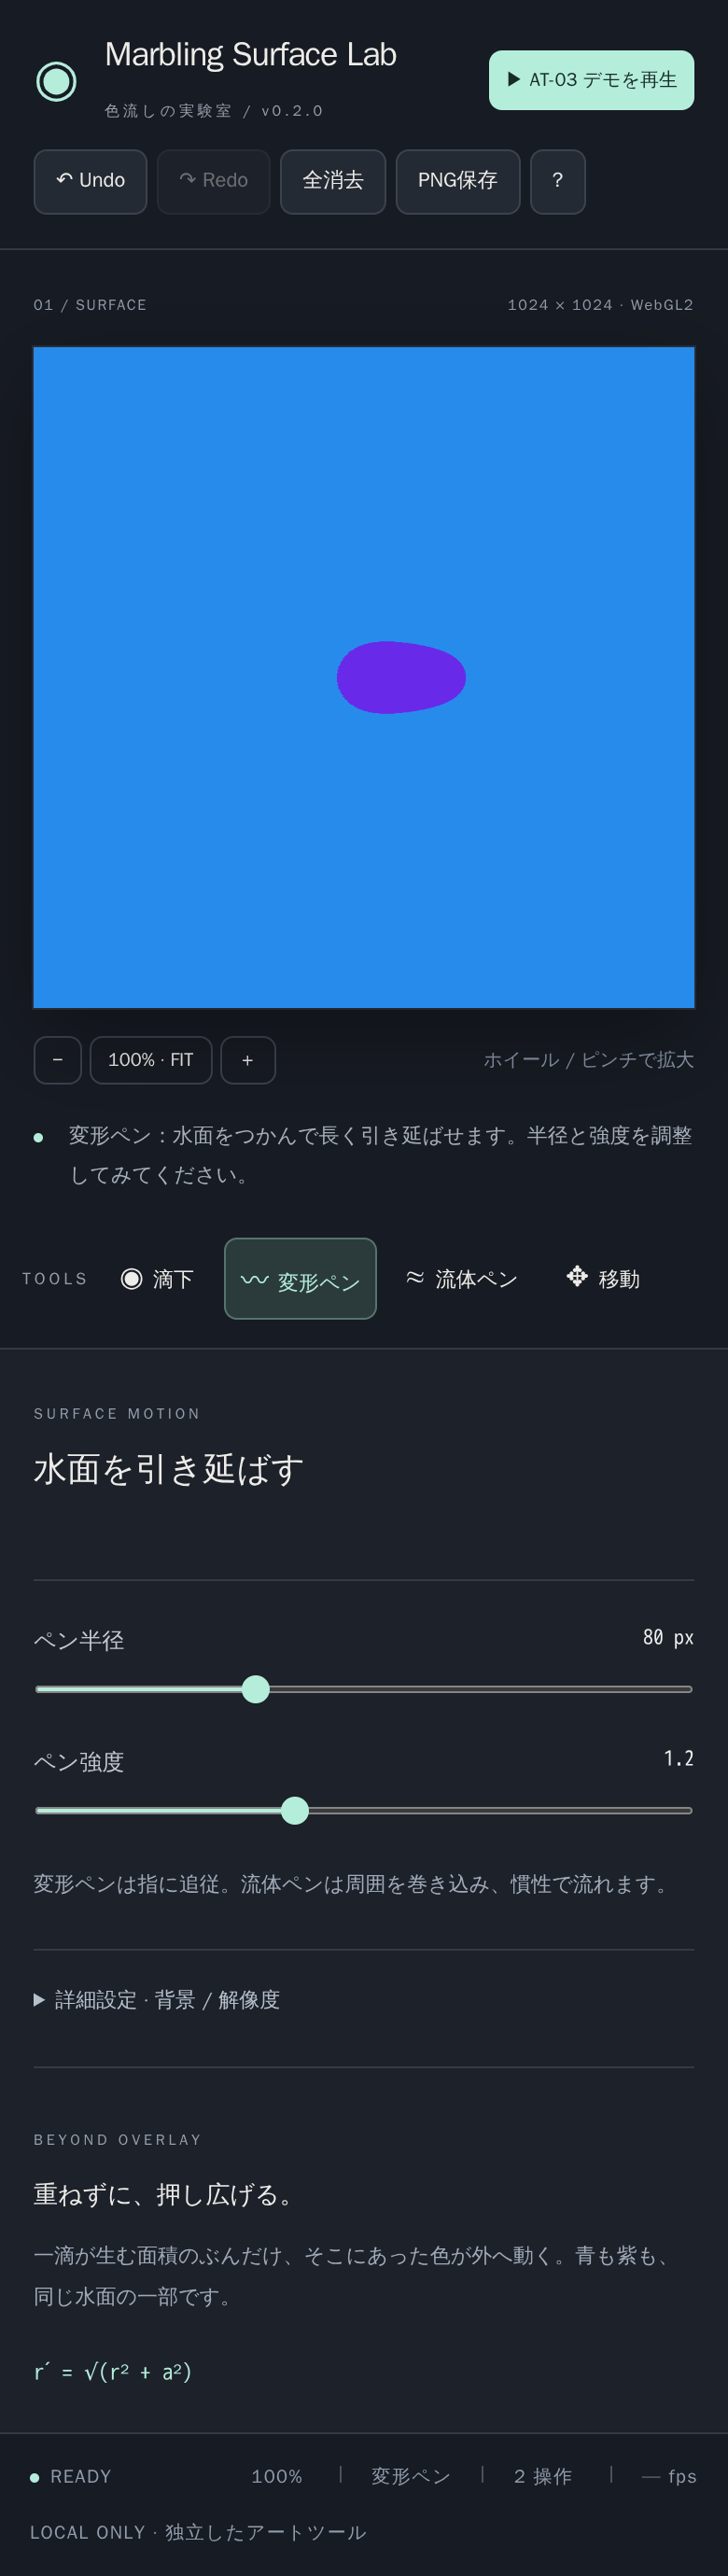 Marbling Surface Lab
色流しの実験室 / v0.2.0
▶ AT-03 デモを再生
↶ Undo
↷ Redo
全消去
PNG保存
?
01 / SURFACE
1024 × 1024 · WebGL2
−
100% · FIT
+
ホイール / ピンチで拡大
変形ペン：水面をつかんで長く引き延ばせます。半径と強度を調整
してみてください。
TOOLS
◉ 滴下
〰 変形ペン
≈ 流体ペン
✥ 移動
SURFACE MOTION
水面を引き延ばす
ペン半径
80 px
ペン強度
1.2
変形ペンは指に追従。流体ペンは周囲を巻き込み、慣性で流れます。
▶ 詳細設定 · 背景 / 解像度
BEYOND OVERLAY
重ねずに、押し広げる。
一滴が生む面積のぶんだけ、そこにあった色が外へ動く。青も紫も、
同じ水面の一部です。
r′ = √(r² + a²)
READY
100%
変形ペン
2 操作
— fps
LOCAL ONLY · 独立したアートツール